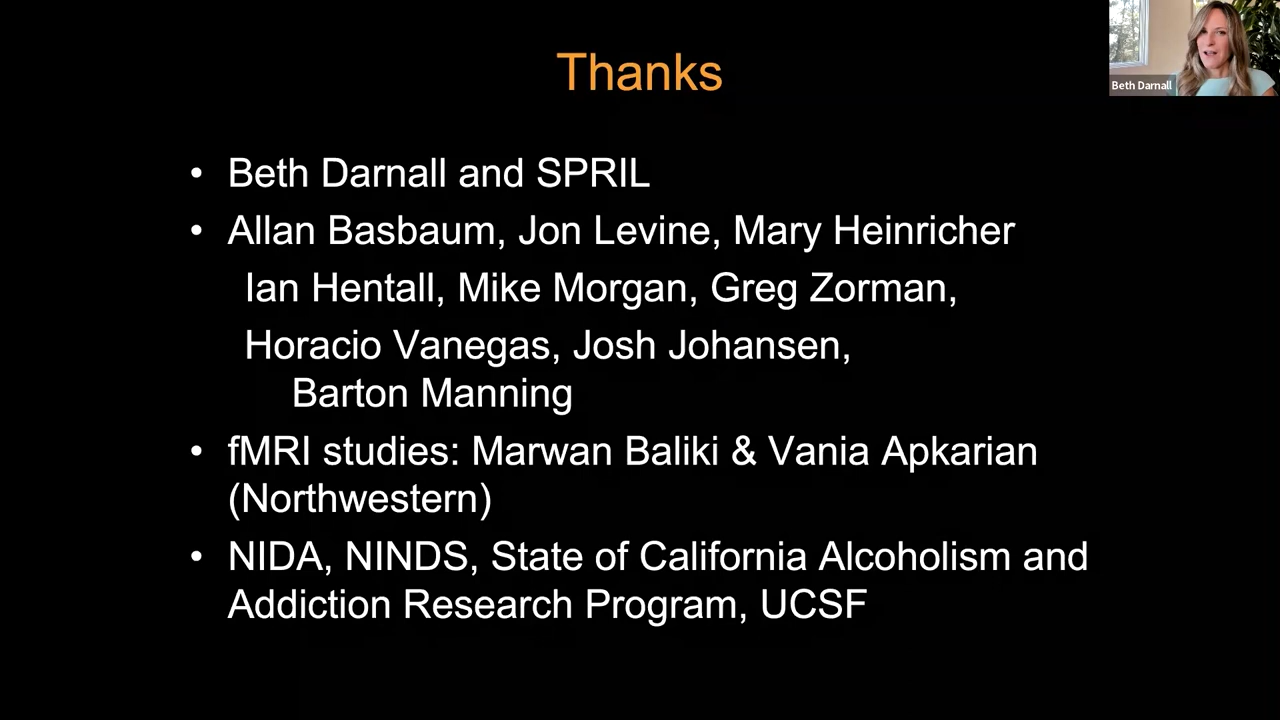 Thanks
Beth Darnall
• Beth Darnall and SPRIL
• Allan Basbaum, Jon Levine, Mary Heinricher
Ian Hentall, Mike Morgan, Greg Zorman,
Horacio Vanegas, Josh Johansen,
Barton Manning
• fMRI studies: Marwan Baliki & Vania Apkarian
(Northwestern)
• NIDA, NINDS, State of California Alcoholism and
Addiction Research Program, UCSF